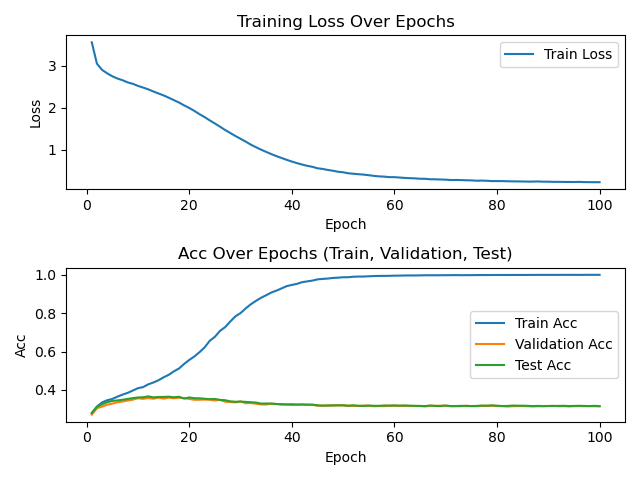 Training Loss Over Epochs
Loss
3
2
1
Train Loss
0 20 40 60 80 100
Epoch
Acc Over Epochs (Train, Validation, Test)
Acc
1.0
0.8
0.6
0.4
Train Acc
Validation Acc
Test Acc
0 20 40 60 80 100
Epoch